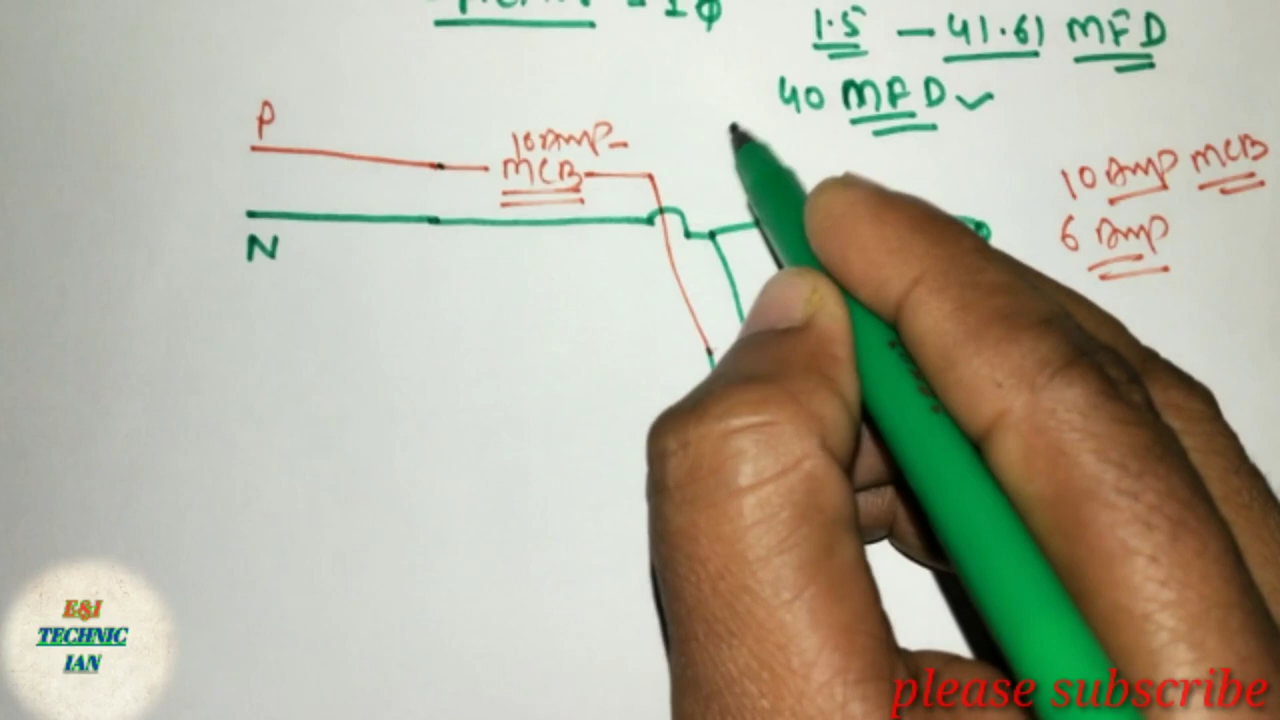 1φ
1.5 - 41.61 MFD
40 MFD ✓
P
10 Amp
MCB
N
10 Amp MCB
6 Amp
E&I
TECHNIC
IAN
please subscribe